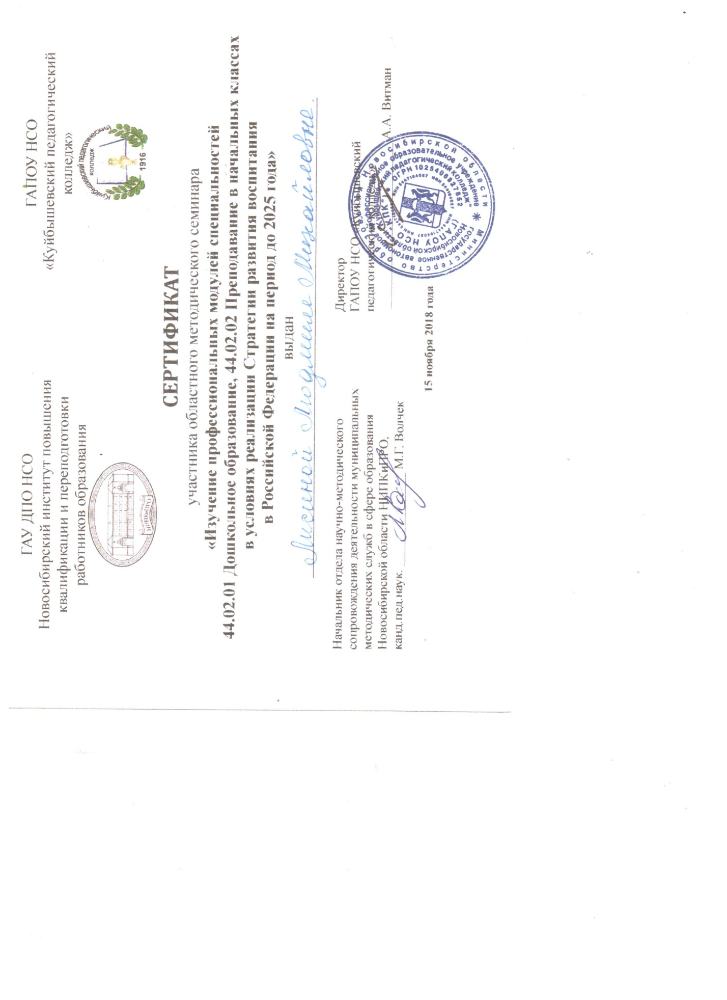 ГАУ ДПО НСО
Новосибирский институт повышения
квалификации и переподготовки
работников образования
НИПКиПРО
ГАПОУ НСО
«Куйбышевский педагогический
колледж»
Куйбышевский педагогический
колледж
1916
СЕРТИФИКАТ
участника областного методического семинара
«Изучение профессиональных модулей специальностей
44.02.01 Дошкольное образование, 44.02.02 Преподавание в начальных классах
в условиях реализации Стратегии развития воспитания
в Российской Федерации на период до 2025 года»
выдан
Лисиной Людмиле Михайловне.
Начальник отдела научно-методического
сопровождения деятельности муниципальных
методических служб в сфере образования
Новосибирской области НИПКиПРО,
канд.пед.наук. М.Г. Волчек
Директор
ГАПОУ НСО «Куйбышевский
педагогический колледж»
А.А. Витман
Министерство образования Новосибирской области
государственное автономное профессиональное образовательное учреждение
Новосибирской области "Куйбышевский педагогический колледж"
(ГАПОУ НСО "КПК")
ОГРН 1025406827852
15 ноября 2018 года